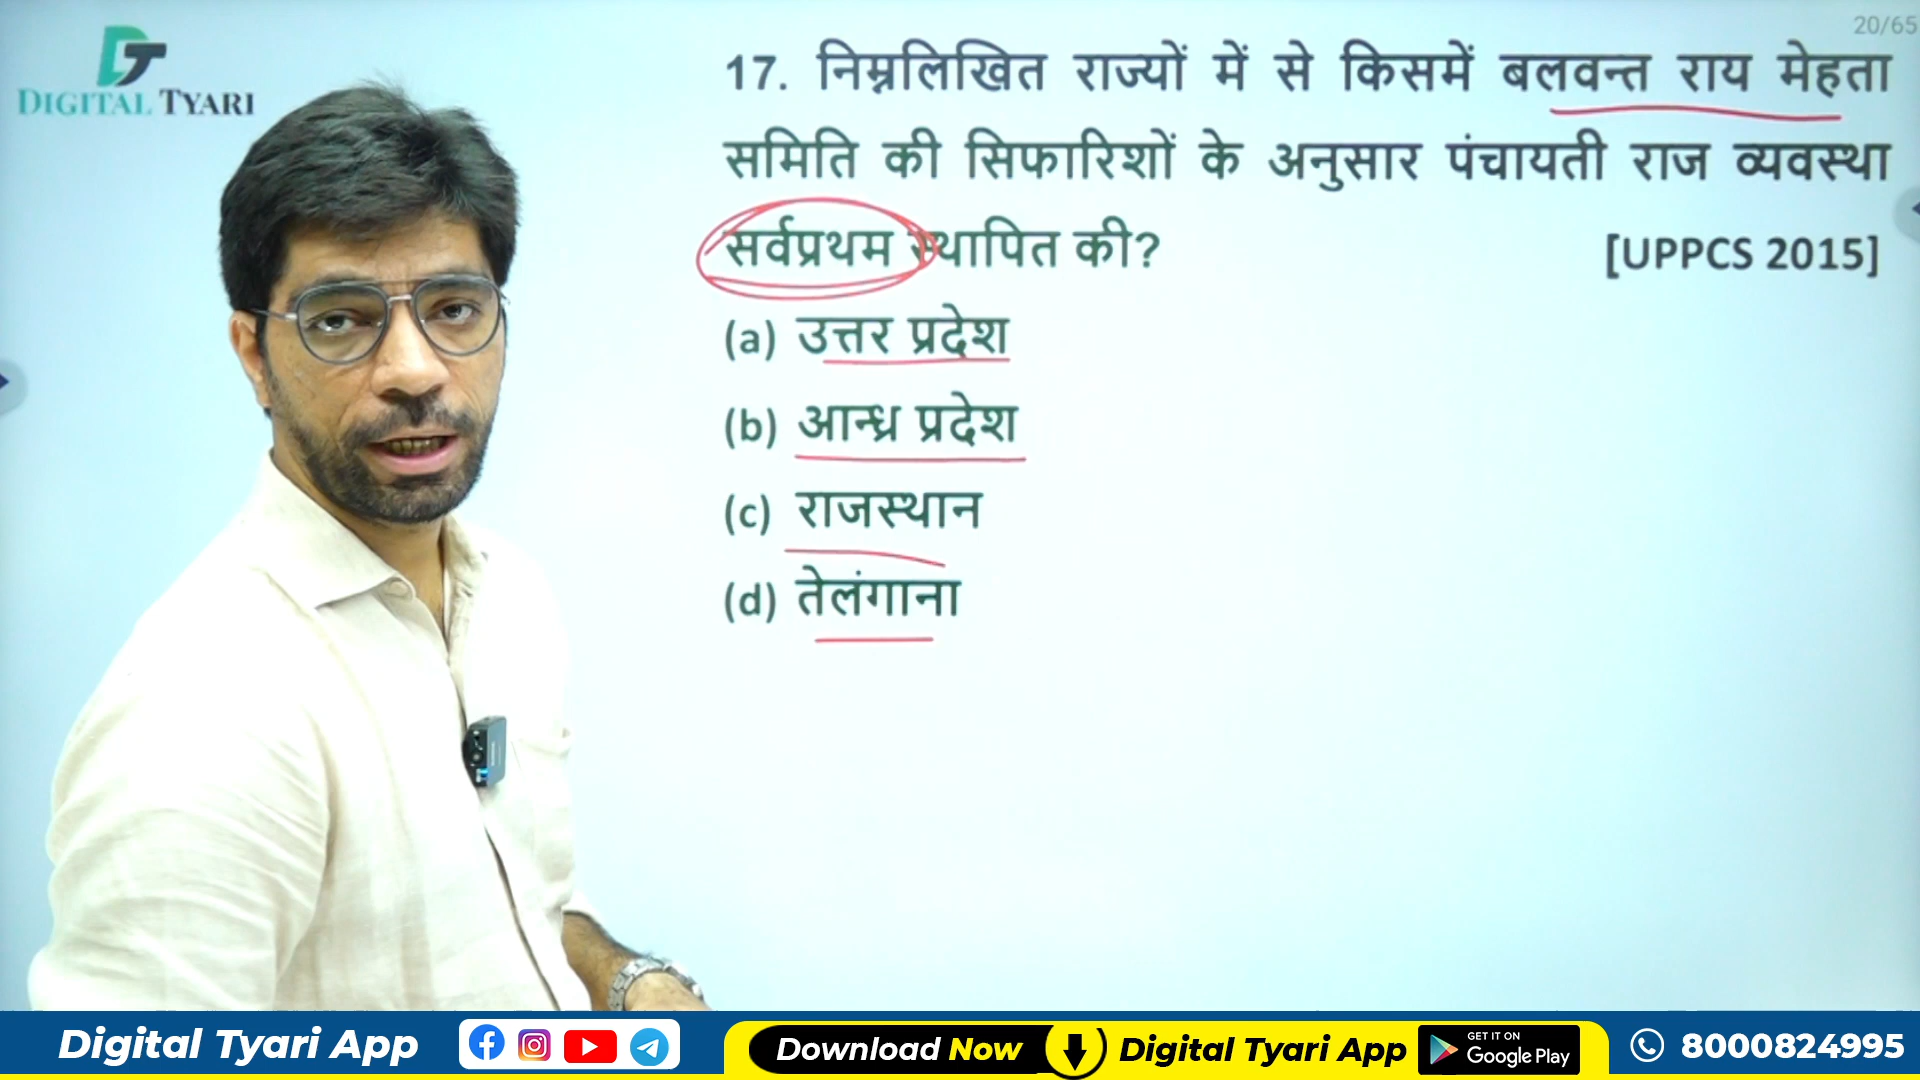 20/65
DT
DIGITAL TYARI
17. निम्नलिखित राज्यों में से किसमें बलवन्त राय मेहता
समिति की सिफारिशों के अनुसार पंचायती राज व्यवस्था
सर्वप्रथम स्थापित की?
[UPPCS 2015]
(a) उत्तर प्रदेश
(b) आन्ध्र प्रदेश
(c) राजस्थान
(d) तेलंगाना
Digital Tyari App
Download Now
Digital Tyari App
GET IT ON
Google Play
8000824995